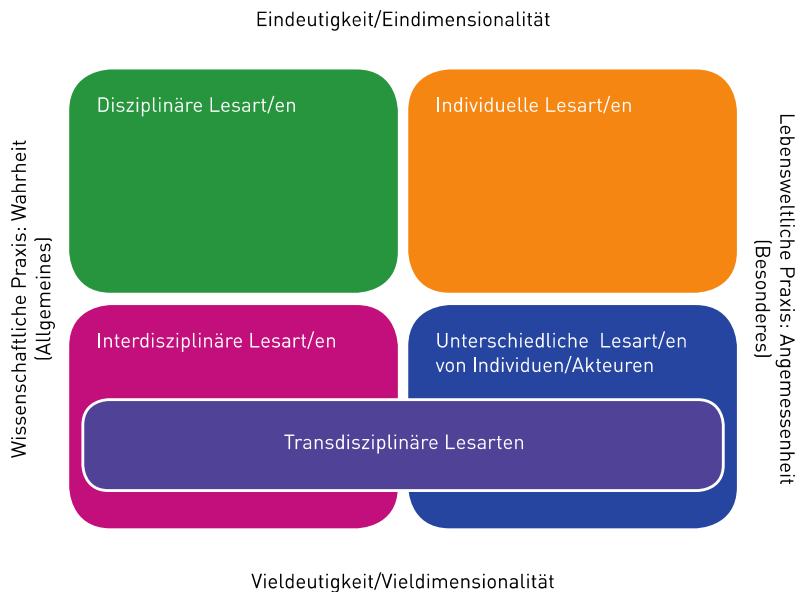 Eindeutigkeit/Eindimensionalität
Disziplinäre Lesart/en
Individuelle Lesart/en
Wissenschaftliche Praxis: Wahrheit
(Allgemeines)
Lebensweltliche Praxis: Angemessenheit
(Besonderes)
Interdisziplinäre Lesart/en
Unterschiedliche Lesart/en
von Individuen/Akteuren
Transdisziplinäre Lesarten
Vieldeutigkeit/Vieldimensionalität